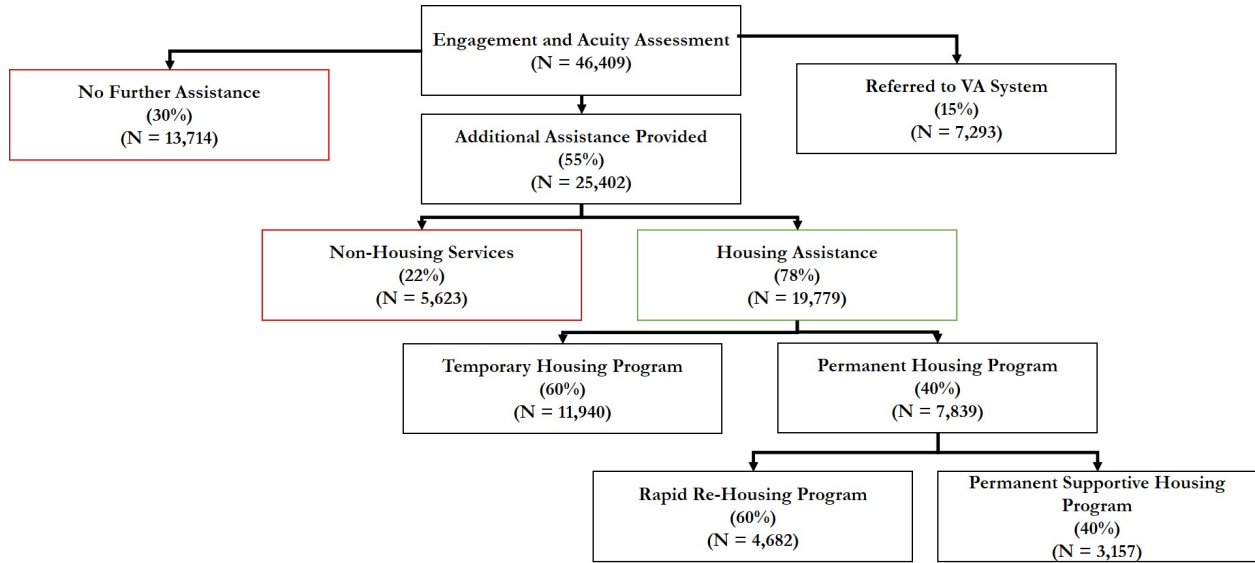 Engagement and Acuity Assessment
(N = 46,409)
No Further Assistance
(30%)
(N = 13,714)
Referred to VA System
(15%)
(N = 7,293)
Additional Assistance Provided
(55%)
(N = 25,402)
Non-Housing Services
(22%)
(N = 5,623)
Housing Assistance
(78%)
(N = 19,779)
Temporary Housing Program
(60%)
(N = 11,940)
Permanent Housing Program
(40%)
(N = 7,839)
Rapid Re-Housing Program
(60%)
(N = 4,682)
Permanent Supportive Housing
Program
(40%)
(N = 3,157)